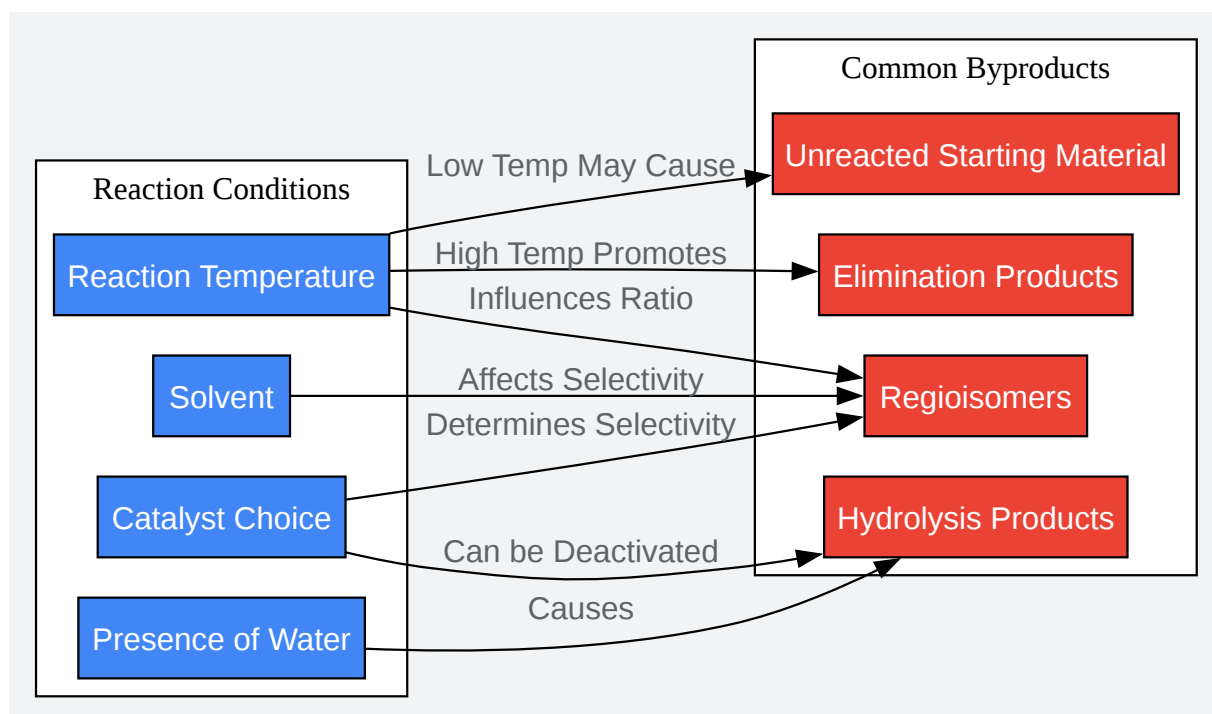 Common Byproducts
Unreacted Starting Material
Low Temp May Cause
Reaction Conditions
Reaction Temperature
High Temp Promotes
Elimination Products
Influences Ratio
Solvent
Affects Selectivity
Regioisomers
Determines Selectivity
Catalyst Choice
Hydrolysis Products
Can be Deactivated
Causes
Presence of Water